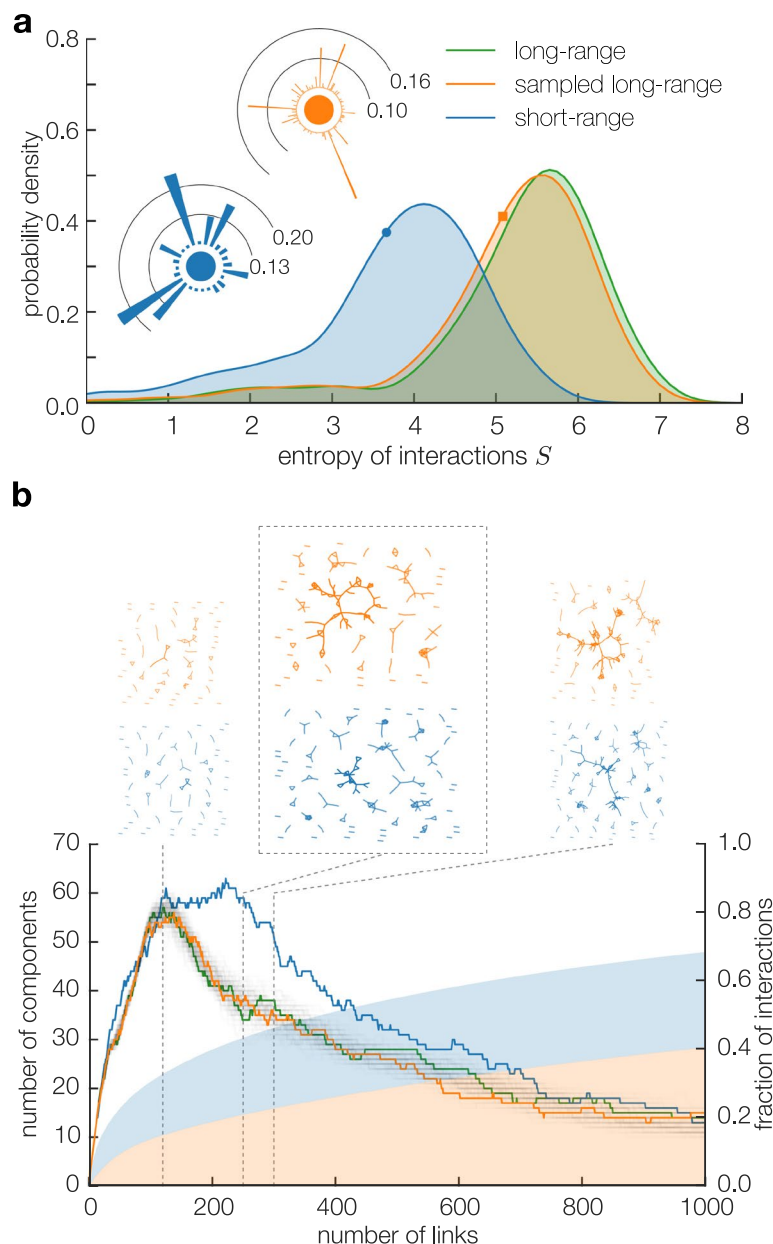 a
0.8
0.6
0.4
0.2
0.0
probability density
0.16
0.10
0.20
0.13
long-range
sampled long-range
short-range
0 1 2 3 4 5 6 7 8
entropy of interactions S
b
70
60
50
40
30
20
10
0
number of components
1.0
0.8
0.6
0.4
0.2
0.0
fraction of interactions
0 200 400 600 800 1000
number of links